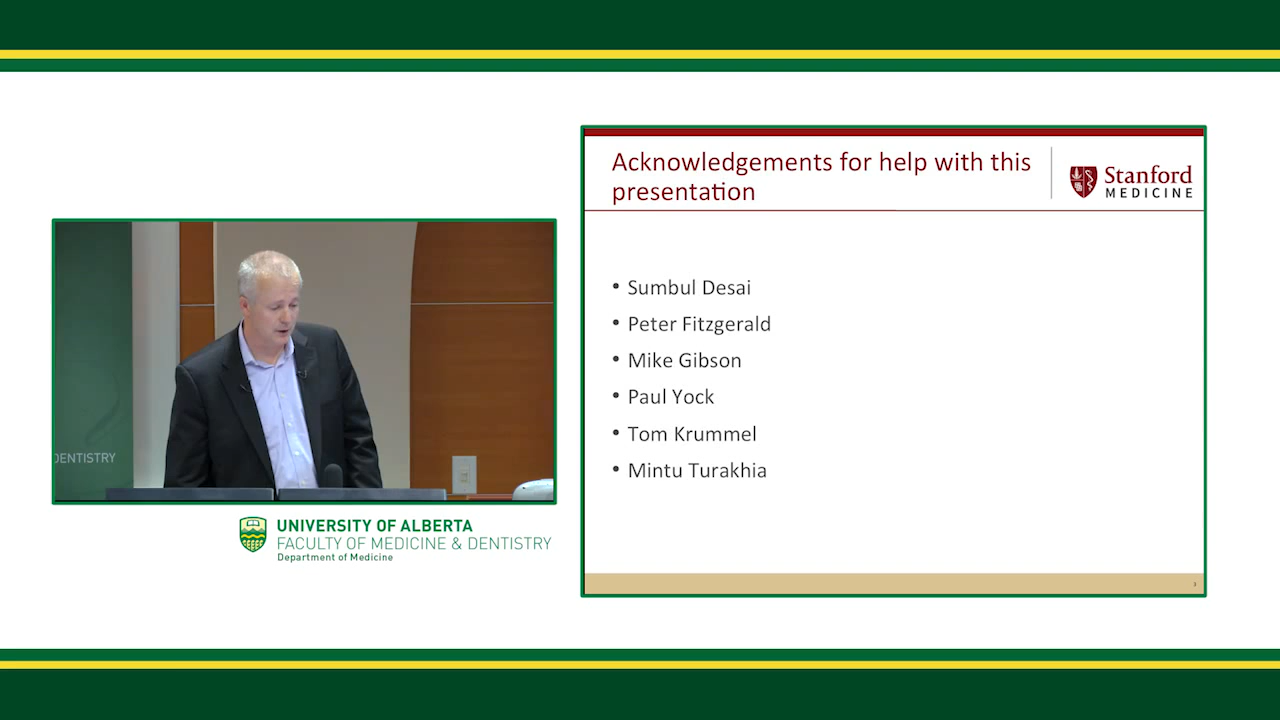 DENTISTRY
UNIVERSITY OF ALBERTA
FACULTY OF MEDICINE & DENTISTRY
Department of Medicine
Acknowledgements for help with this
presentation
Stanford
MEDICINE
• Sumbul Desai
• Peter Fitzgerald
• Mike Gibson
• Paul Yock
• Tom Krummel
• Mintu Turakhia
3